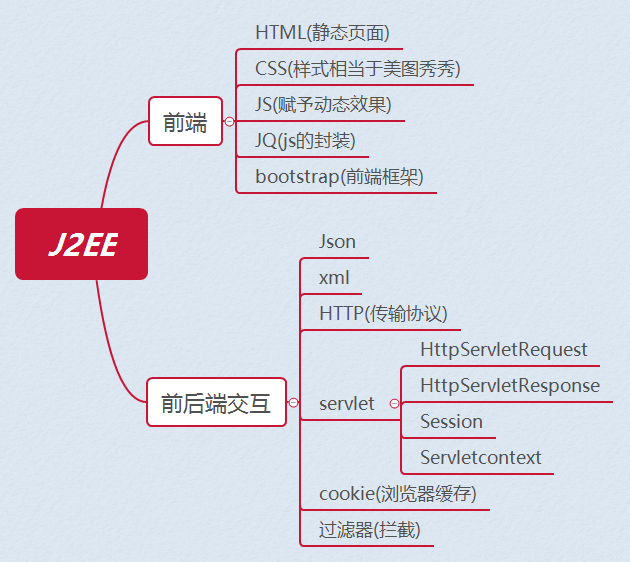 J2EE
前端
HTML(静态页面)
CSS(样式相当于美图秀秀)
JS(赋予动态效果)
JQ(js的封装)
bootstrap(前端框架)
前后端交互
Json
xml
HTTP(传输协议)
servlet
HttpServletRequest
HttpServletResponse
Session
Servletcontext
cookie(浏览器缓存)
过滤器(拦截)